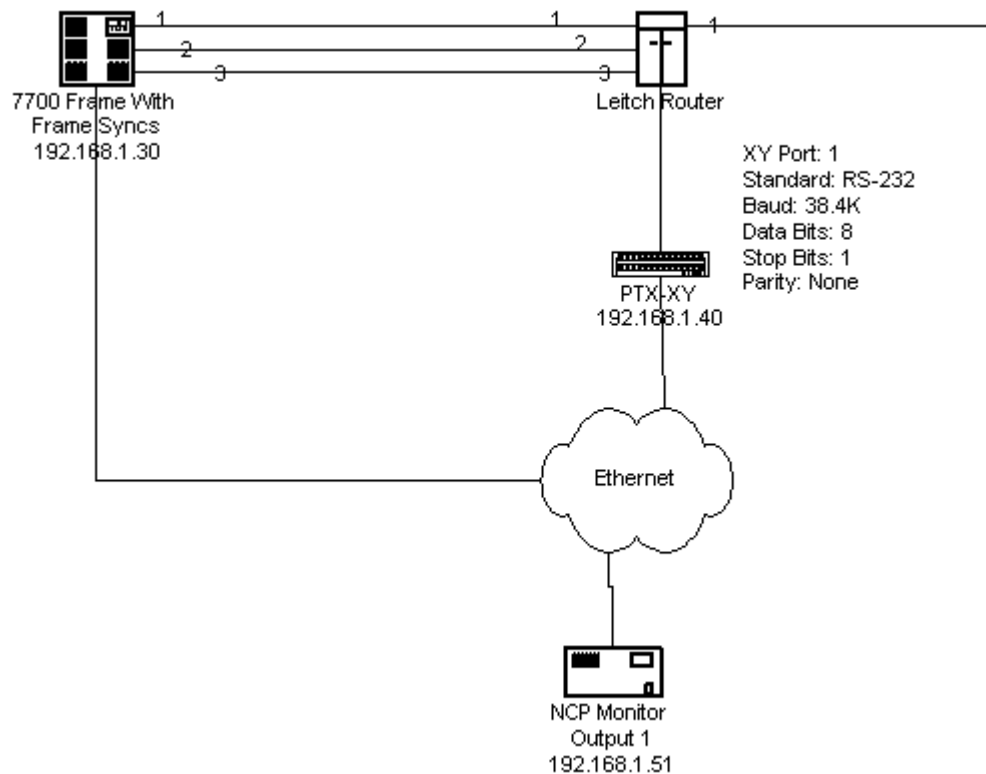 1
1
1
2
2
3
3
7700 Frame With
Frame Syncs
192.168.1.30
Leitch Router
XY Port: 1
Standard: RS-232
Baud: 38.4K
Data Bits: 8
Stop Bits: 1
Parity: None
PTX-XY
192.168.1.40
Ethernet
NCP Monitor
Output 1
192.168.1.51